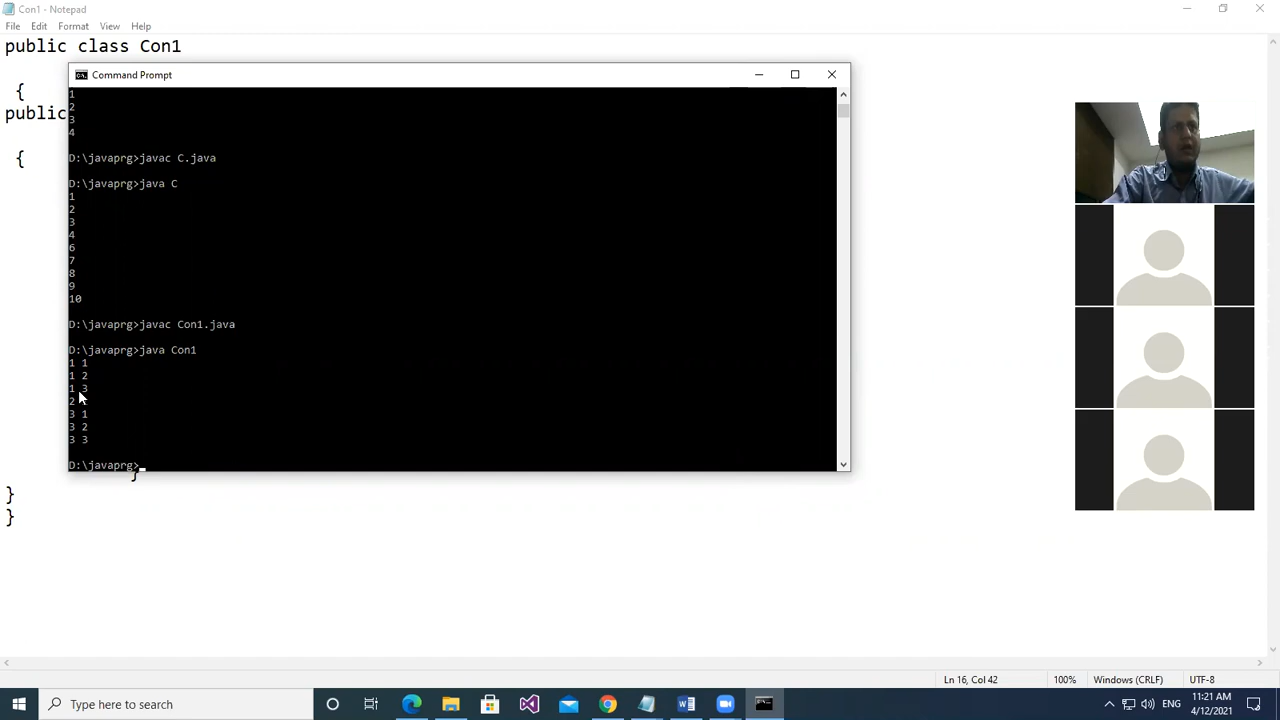 Con1 - Notepad
File Edit Format View Help
public class Con1
{
public
{
Command Prompt
1
2
3
4
D:\javaprg>javac C.java
D:\javaprg>java C
1
2
3
4
6
7
8
9
10
D:\javaprg>javac Con1.java
D:\javaprg>java Con1
1 1
1 2
1 3
2
3 1
3 2
3 3
D:\javaprg>
}
}
}
Ln 16, Col 42 100% Windows (CRLF) UTF-8
Type here to search
ENG
11:21 AM
4/12/2021